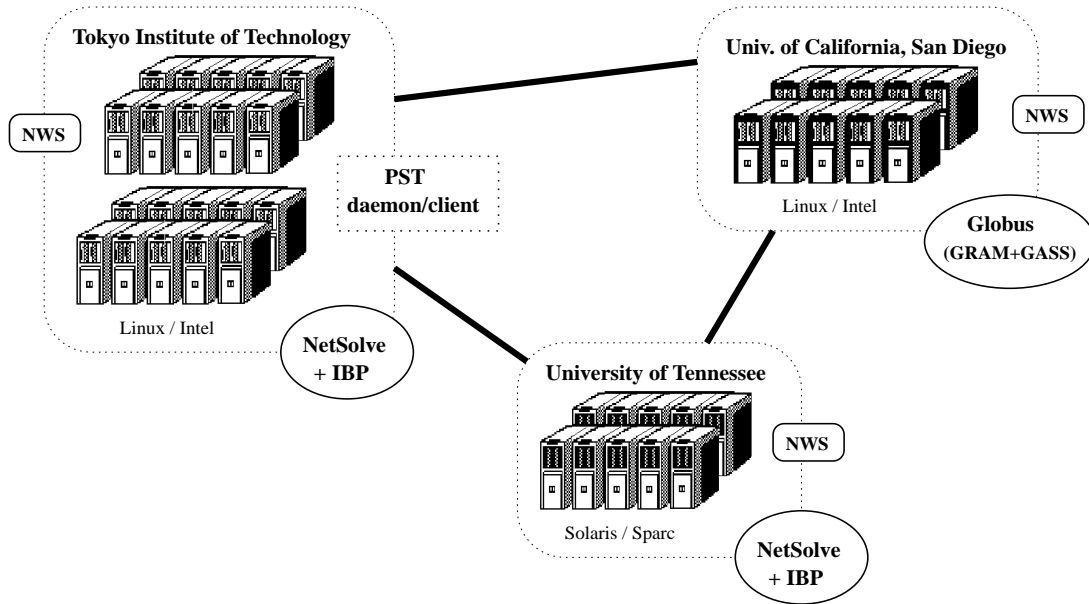 Tokyo Institute of Technology
NWS
PST
daemon/client
Linux / Intel
NetSolve
+ IBP
Univ. of California, San Diego
NWS
Linux / Intel
Globus
(GRAM+GASS)
University of Tennessee
NWS
Solaris / Sparc
NetSolve
+ IBP